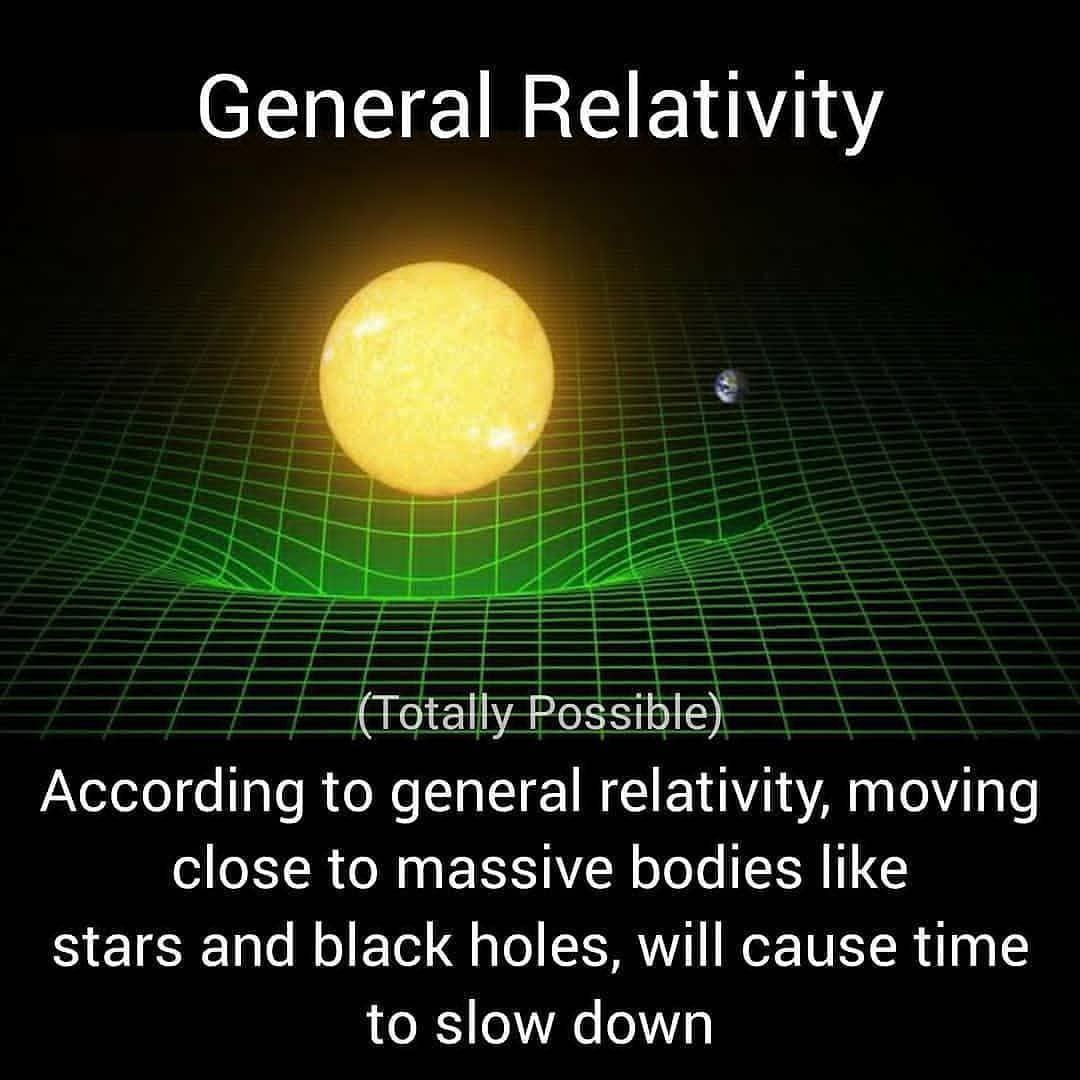 General Relativity
(Totally Possible)
According to general relativity, moving
close to massive bodies like
stars and black holes, will cause time
to slow down